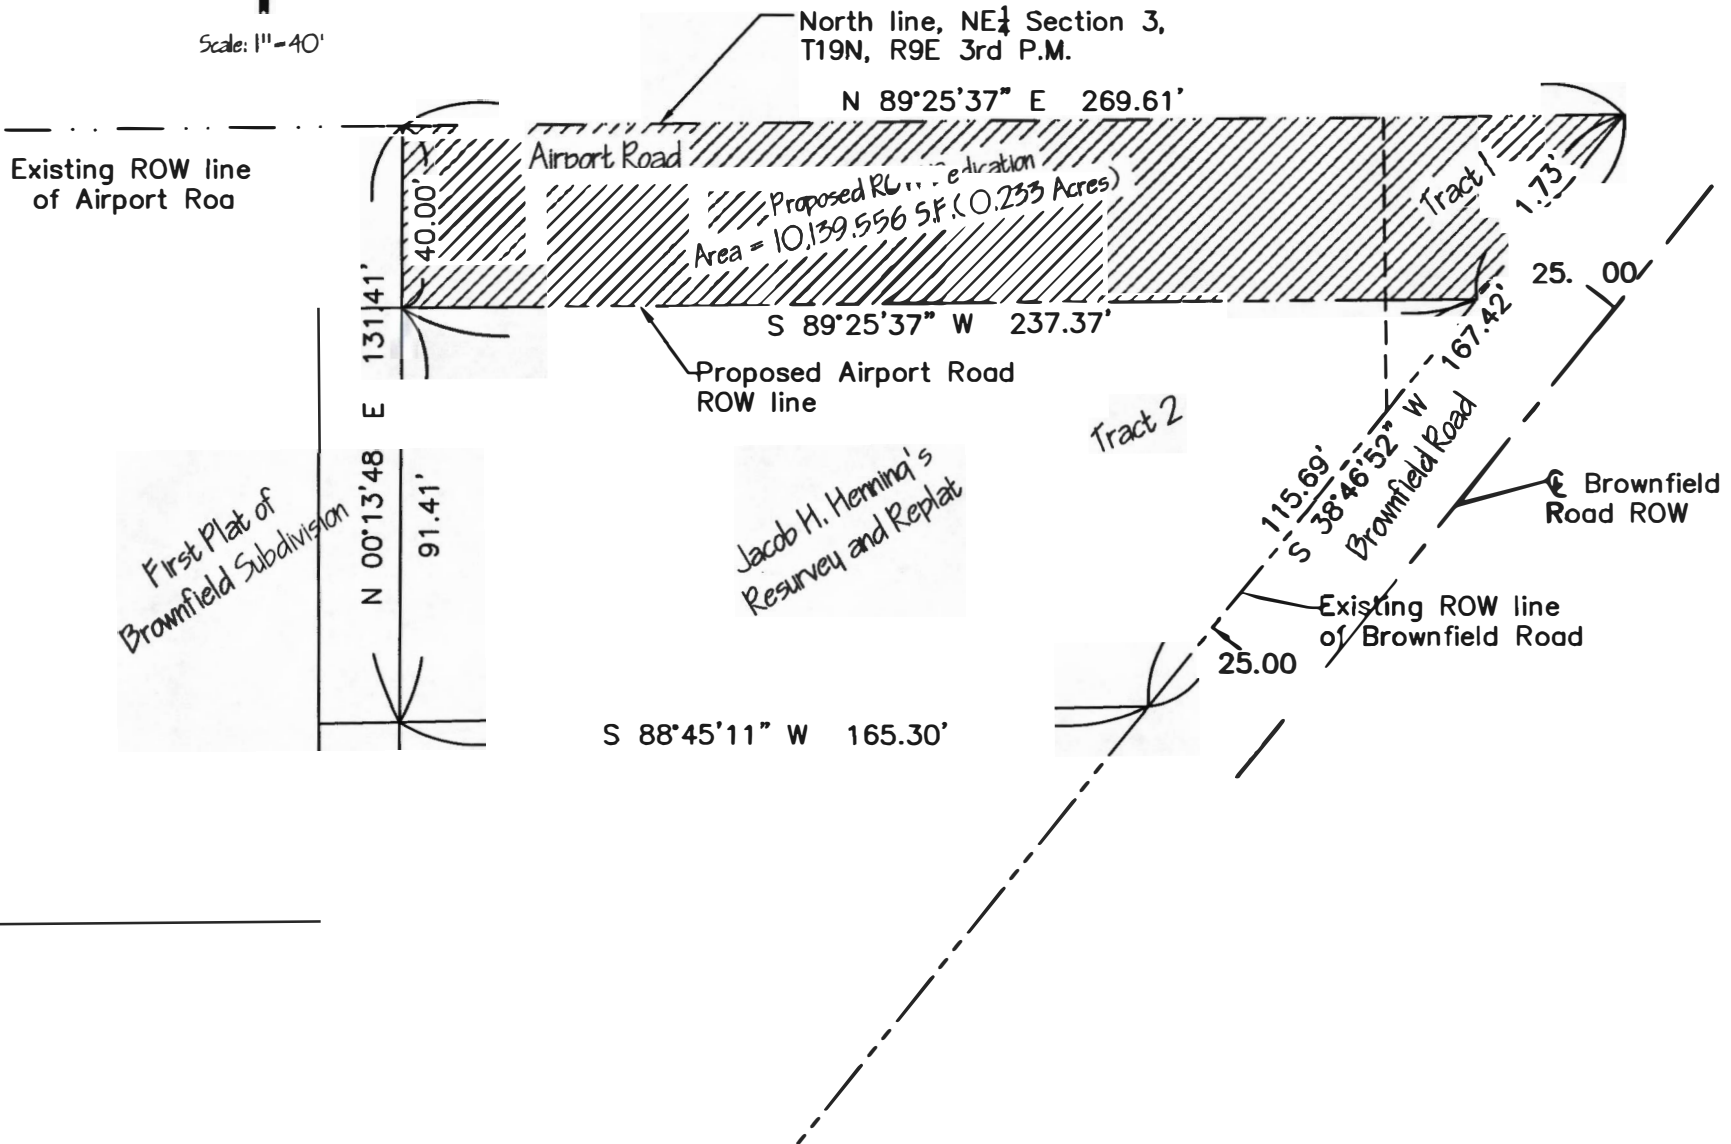 Scale: 1"-40'
North line, NE¼ Section 3,
T19N, R9E 3rd P.M.
N 89°25'37" E 269.61'
Existing ROW line
of Airport Roa
Airport Road
40.00'
Proposed
edication
Area = 10,139.556 S.F.(0.233 Acres)
Tract 1
1.73'
25. 00
S 89°25'37" W 237.37'
Proposed Airport Road
ROW line
N 00°13'48 E 131.41'
91.41'
Tract 2
First Plat of
Brownfield Subdivision
Jacob H. Henning's
Resurvey and Replat
115.69'
S 38°46'52" W 167.42'
Brownfield Road
℄ Brownfield
Road ROW
Existing ROW line
of Brownfield Road
25.00
S 88°45'11" W 165.30'